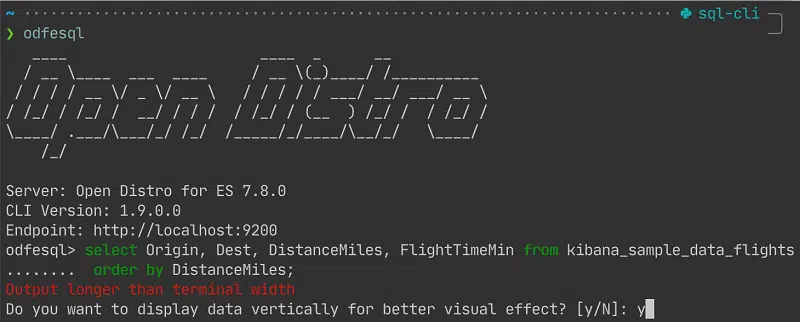 ~ sql-cli
❯ odfesql
Open Distro
Server: Open Distro for ES 7.8.0
CLI Version: 1.9.0.0
Endpoint: http://localhost:9200
odfesql> select Origin, Dest, DistanceMiles, FlightTimeMin from kibana_sample_data_flights
........ order by DistanceMiles;
Output longer than terminal width
Do you want to display data vertically for better visual effect? [y/N]: y